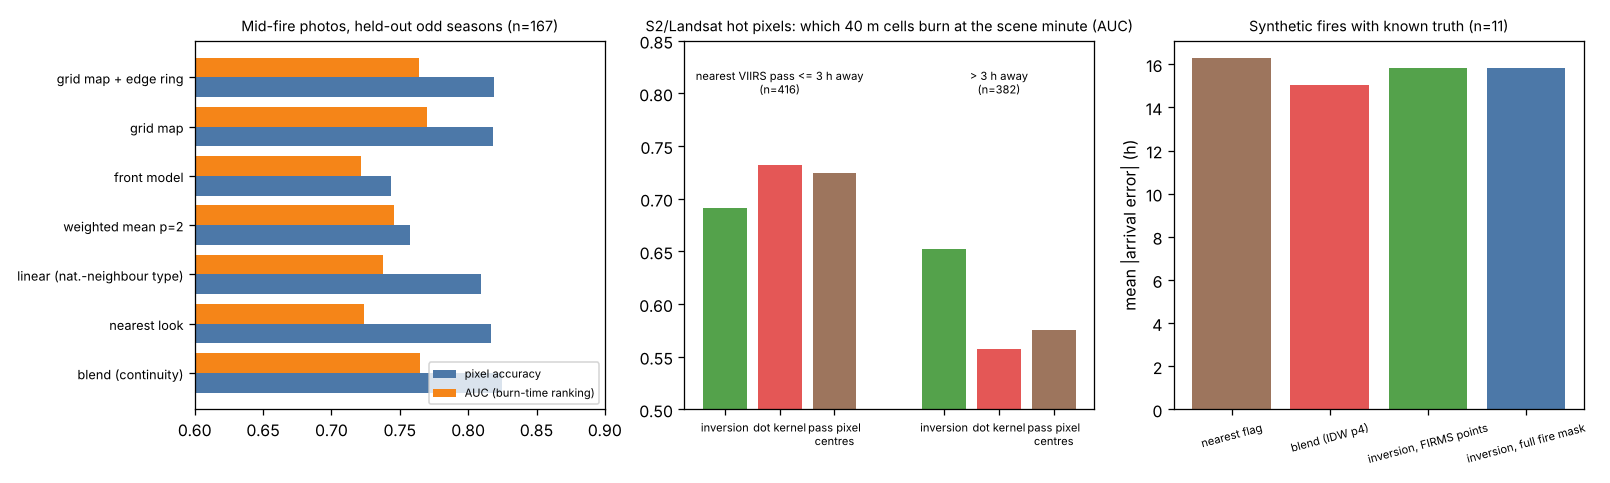 Mid-fire photos, held-out odd seasons (n=167)
grid map + edge ring
grid map
front model
weighted mean p=2
linear (nat.-neighbour type)
nearest look
blend (continuity)
pixel accuracy
AUC (burn-time ranking)
0.60 0.65 0.70 0.75 0.80 0.85 0.90
S2/Landsat hot pixels: which 40 m cells burn at the scene minute (AUC)
0.85
0.80
0.75
0.70
0.65
0.60
0.55
0.50
nearest VIIRS pass <= 3 h away
(n=416)
> 3 h away
(n=382)
inversion dot kernel pass pixel
centres
inversion dot kernel pass pixel
centres
Synthetic fires with known truth (n=11)
mean |arrival error| (h)
16
14
12
10
8
6
4
2
0
nearest flag
blend (IDW p4)
inversion, FIRMS points
inversion, full fire mask